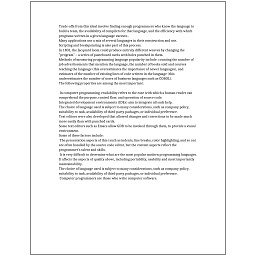 Trade-offs from this ideal involve finding enough programmers who know the language to
build a team, the availability of compilers for that language, and the efficiency with which
programs written in a given language execute.
Many applications use a mix of several languages in their construction and use.
Scripting and breakpointing is also part of this process.
In 1801, the Jacquard loom could produce entirely different weaves by changing the
"program" – a series of pasteboard cards with holes punched in them.
Methods of measuring programming language popularity include: counting the number of
job advertisements that mention the language, the number of books sold and courses
teaching the language (this overestimates the importance of newer languages), and
estimates of the number of existing lines of code written in the language (this
underestimates the number of users of business languages such as COBOL).
The following properties are among the most important:

In computer programming, readability refers to the ease with which a human reader can
comprehend the purpose, control flow, and operation of source code.
Integrated development environments (IDEs) aim to integrate all such help.
The choice of language used is subject to many considerations, such as company policy,
suitability to task, availability of third-party packages, or individual preference.
Text editors were also developed that allowed changes and corrections to be made much
more easily than with punched cards.
Some text editors such as Emacs allow GDB to be invoked through them, to provide a visual
environment.
Some of these factors include:
The presentation aspects of this (such as indents, line breaks, color highlighting, and so on)
are often handled by the source code editor, but the content aspects reflect the
programmer's talent and skills.
It is very difficult to determine what are the most popular modern programming languages.
It affects the aspects of quality above, including portability, usability and most importantly
maintainability.
The choice of language used is subject to many considerations, such as company policy,
suitability to task, availability of third-party packages, or individual preference.
Computer programmers are those who write computer software.